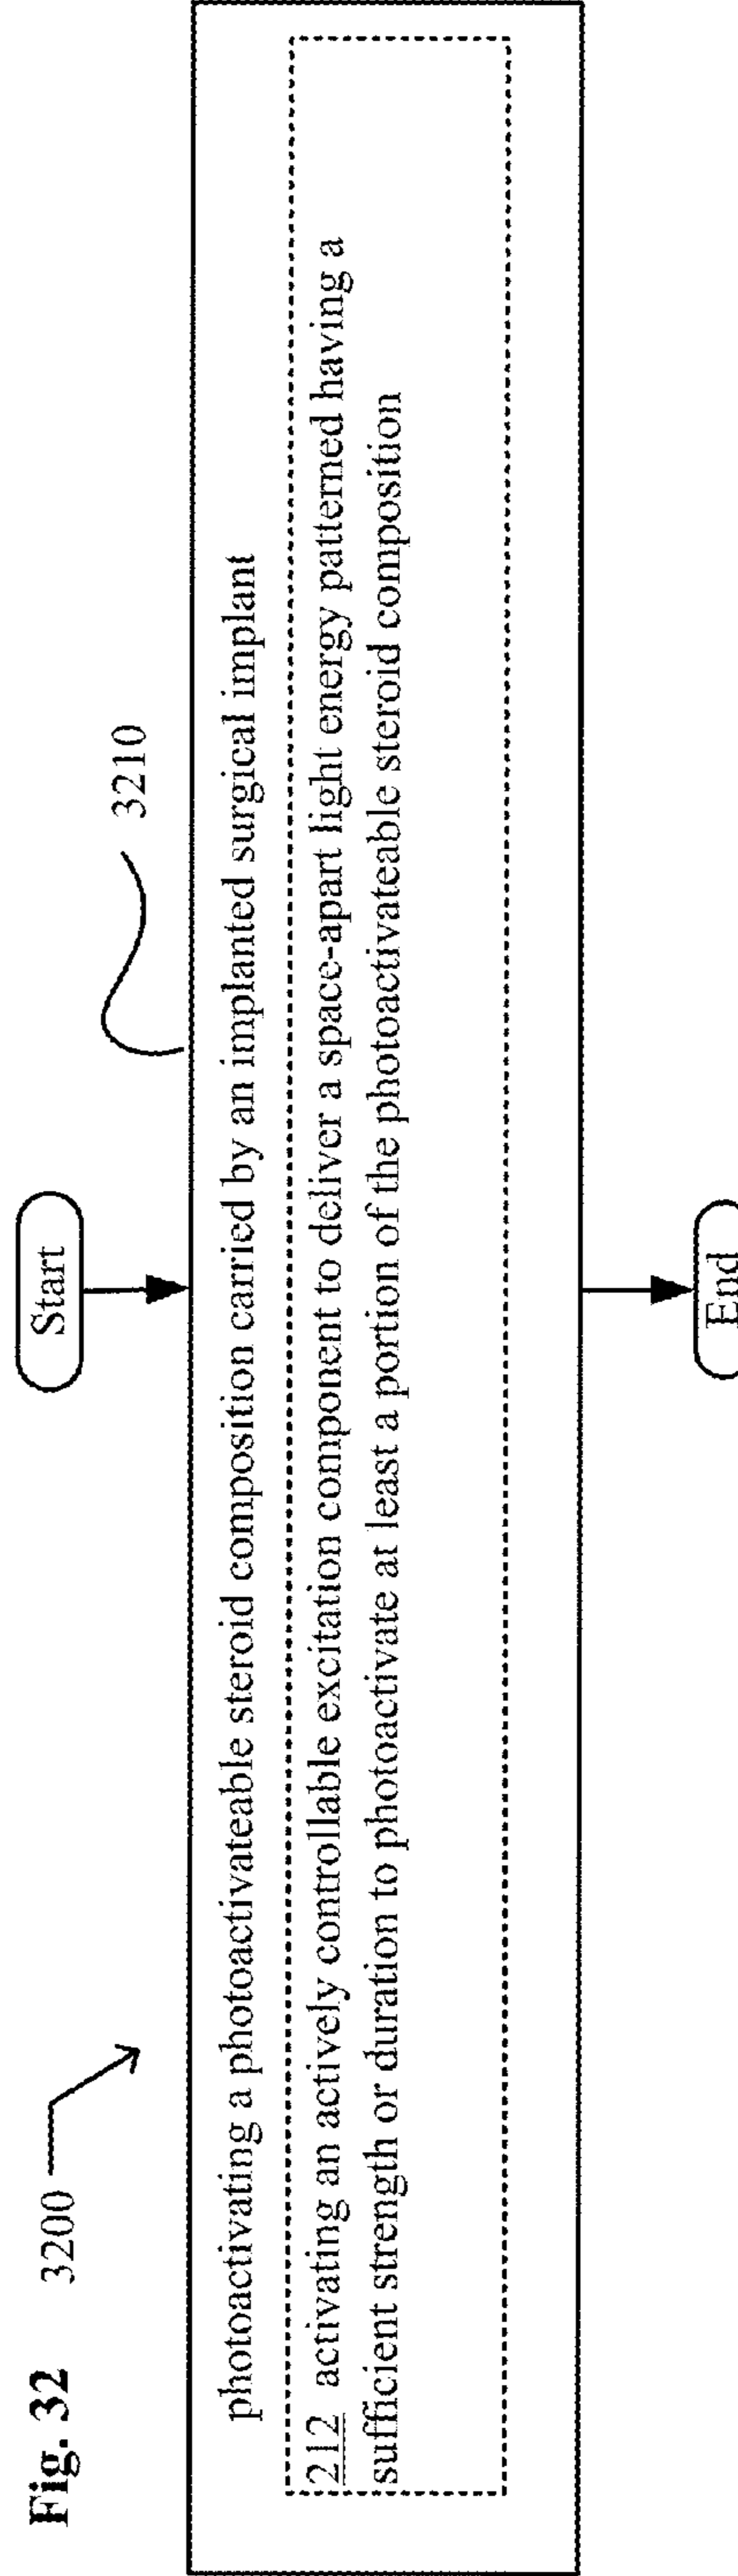 Fig. 32
3200
Start
3210
photoactivating a photoactivateable steroid composition carried by an implanted surgical implant
212 activating an actively controllable excitation component to deliver a space-apart light energy patterned having a
sufficient strength or duration to photoactivate at least a portion of the photoactivateable steroid composition
End